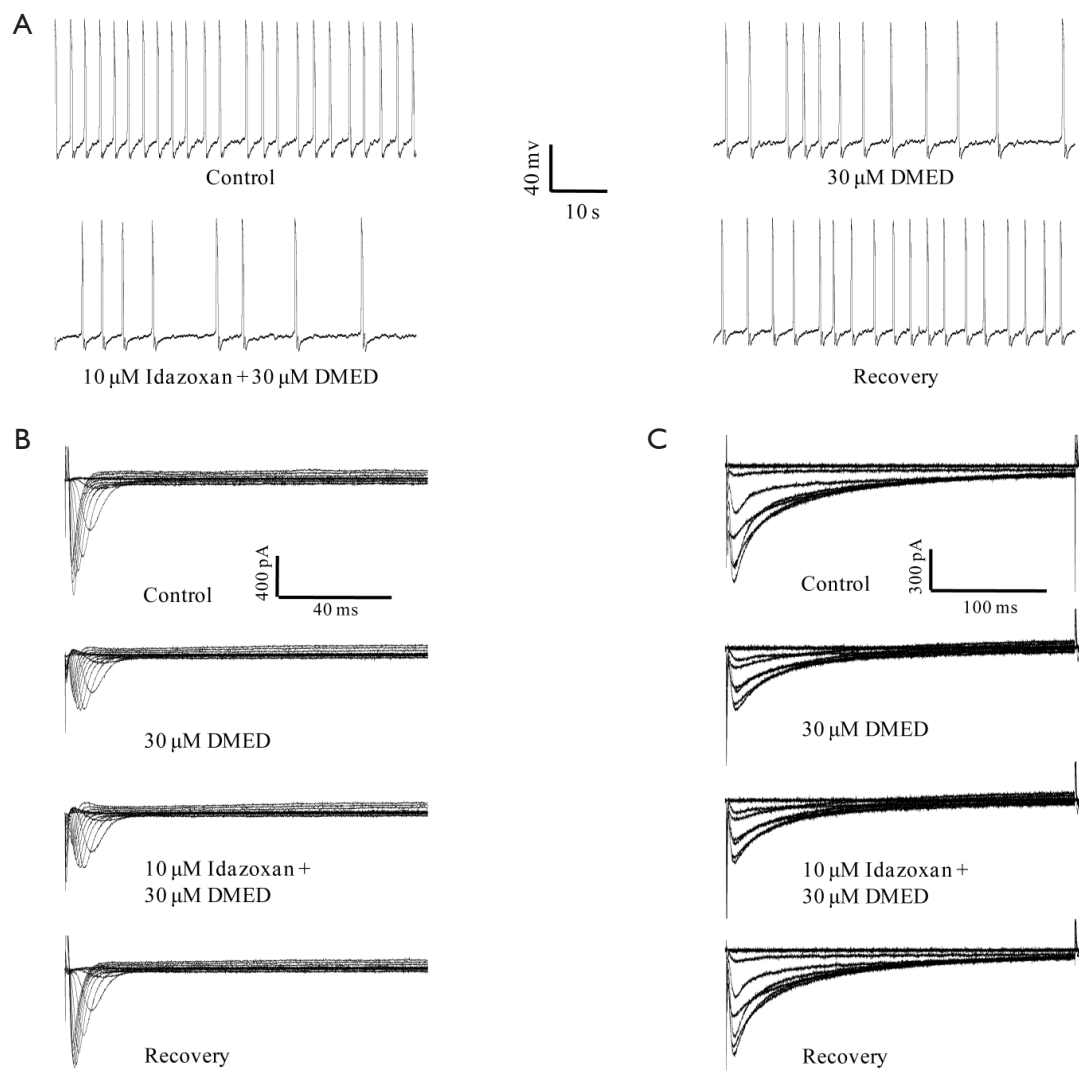 A
Control
40 mv
10 s
30 μM DMED
10 μM Idazoxan + 30 μM DMED
Recovery
B
Control
400 pA
40 ms
30 μM DMED
10 μM Idazoxan +
30 μM DMED
Recovery
C
Control
300 pA
100 ms
30 μM DMED
10 μM Idazoxan +
30 μM DMED
Recovery